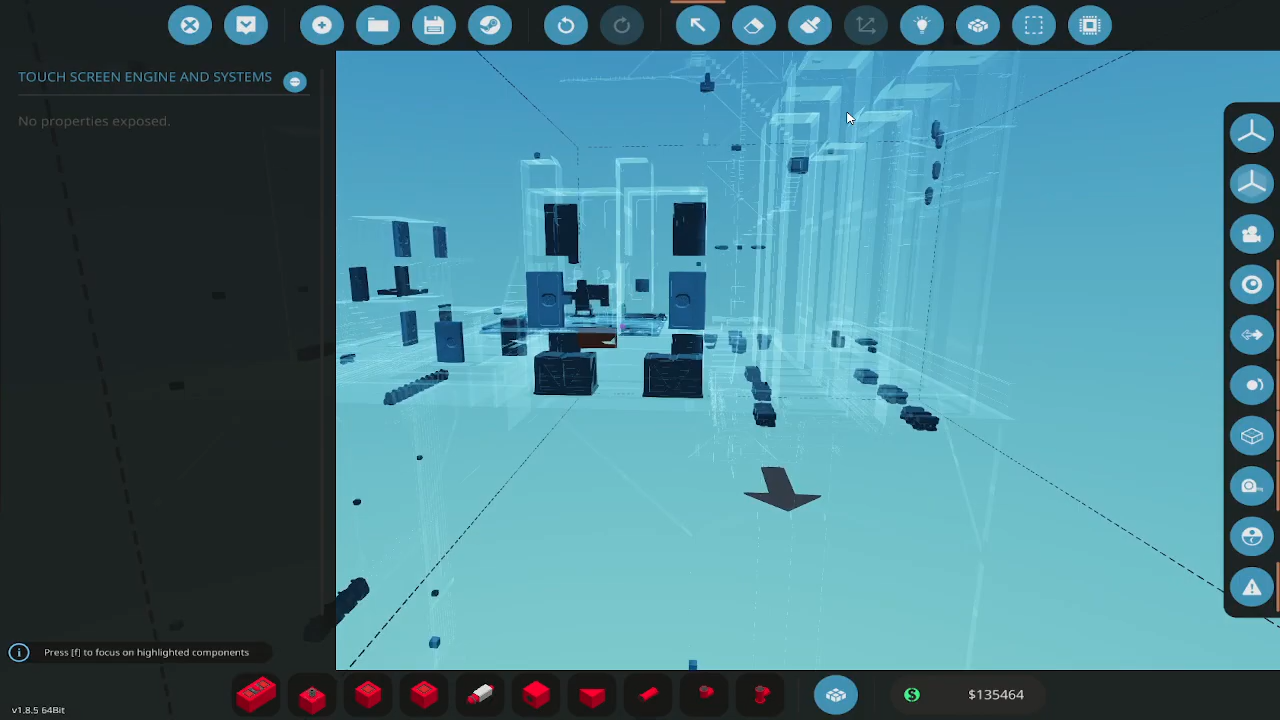 TOUCH SCREEN ENGINE AND SYSTEMS
No properties exposed.
Press [f] to focus on highlighted components
$135464
v1.8.5 64Bit